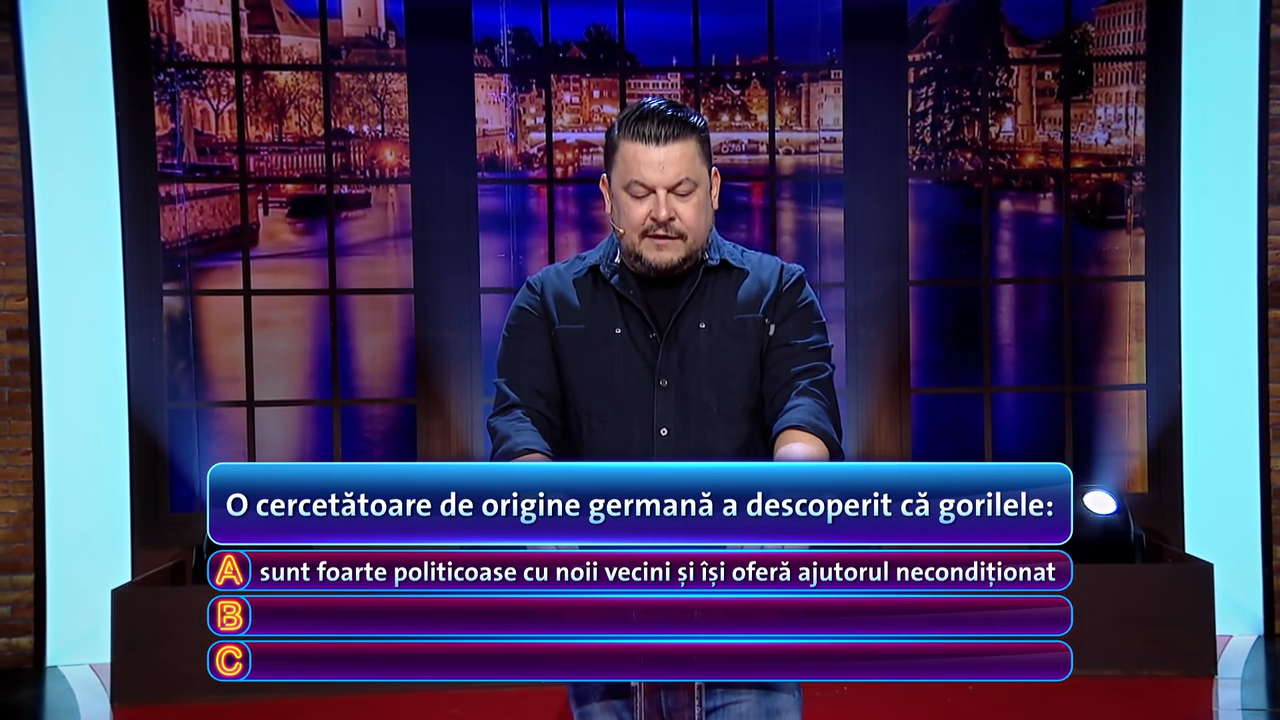 O cercetătoare de origine germană a descoperit că gorilele:
A sunt foarte politicoase cu noii vecini și își oferă ajutorul necondiționat
B
C